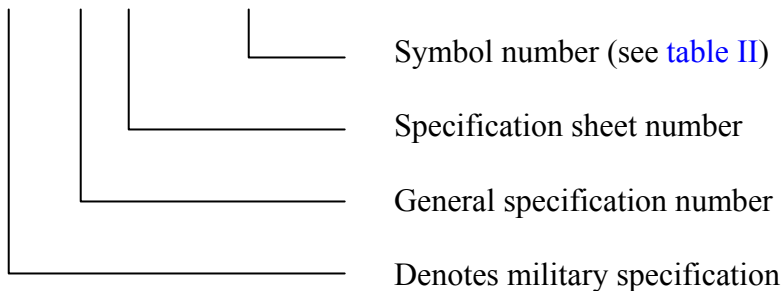 Symbol number (see table II)
Specification sheet number
General specification number
Denotes military specification